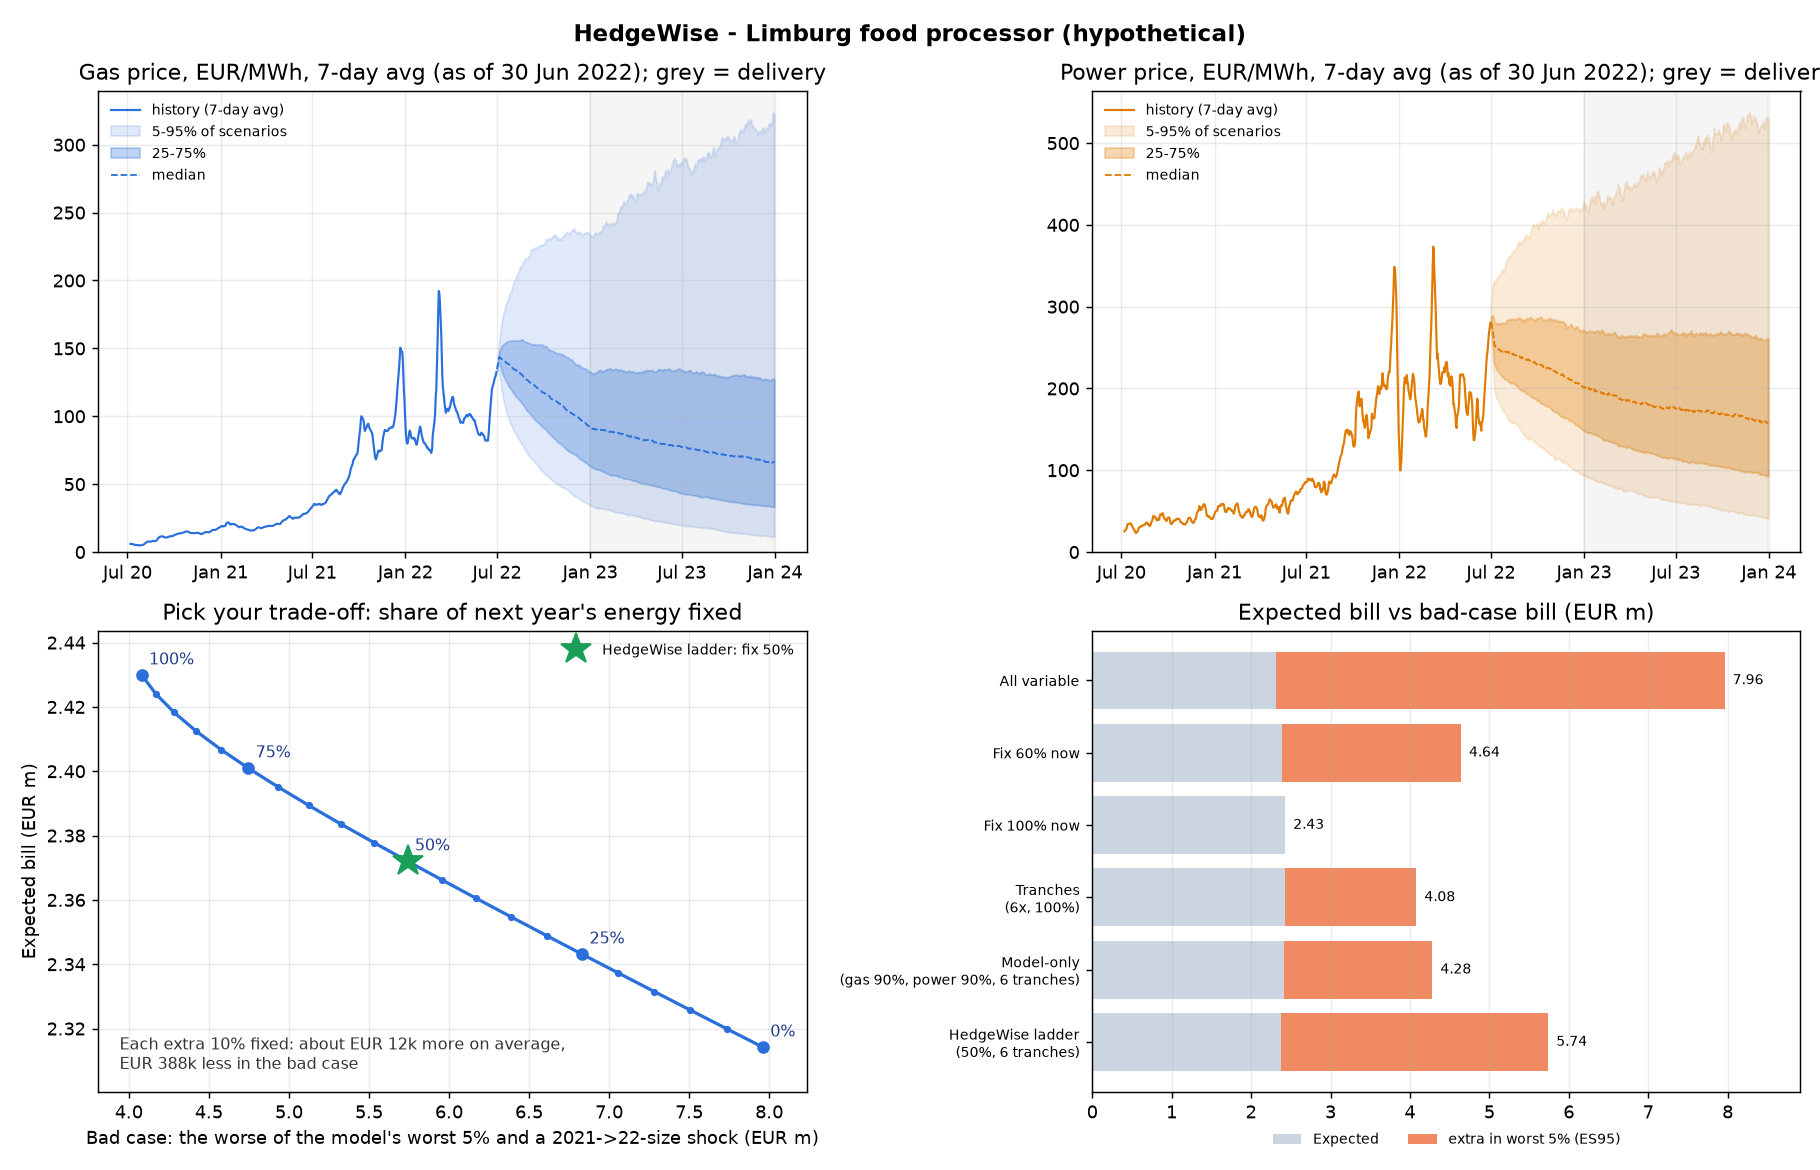 HedgeWise - Limburg food processor (hypothetical)
Gas price, EUR/MWh, 7-day avg (as of 30 Jun 2022); grey = delivery
history (7-day avg)
5-95% of scenarios
25-75%
median
300
250
200
150
100
50
0
Jul 20 Jan 21 Jul 21 Jan 22 Jul 22 Jan 23 Jul 23 Jan 24
Power price, EUR/MWh, 7-day avg (as of 30 Jun 2022); grey = deliver
history (7-day avg)
5-95% of scenarios
25-75%
median
500
400
300
200
100
0
Jul 20 Jan 21 Jul 21 Jan 22 Jul 22 Jan 23 Jul 23 Jan 24
Pick your trade-off: share of next year's energy fixed
HedgeWise ladder: fix 50%
Expected bill (EUR m)
2.44
2.42
2.40
2.38
2.36
2.34
2.32
100%
75%
50%
25%
0%
Each extra 10% fixed: about EUR 12k more on average,
EUR 388k less in the bad case
4.0 4.5 5.0 5.5 6.0 6.5 7.0 7.5 8.0
Bad case: the worse of the model's worst 5% and a 2021->22-size shock (EUR m)
Expected bill vs bad-case bill (EUR m)
All variable
7.96
Fix 60% now
4.64
Fix 100% now
2.43
Tranches
(6x, 100%)
4.08
Model-only
(gas 90%, power 90%, 6 tranches)
4.28
HedgeWise ladder
(50%, 6 tranches)
5.74
0 1 2 3 4 5 6 7 8
Expected
extra in worst 5% (ES95)